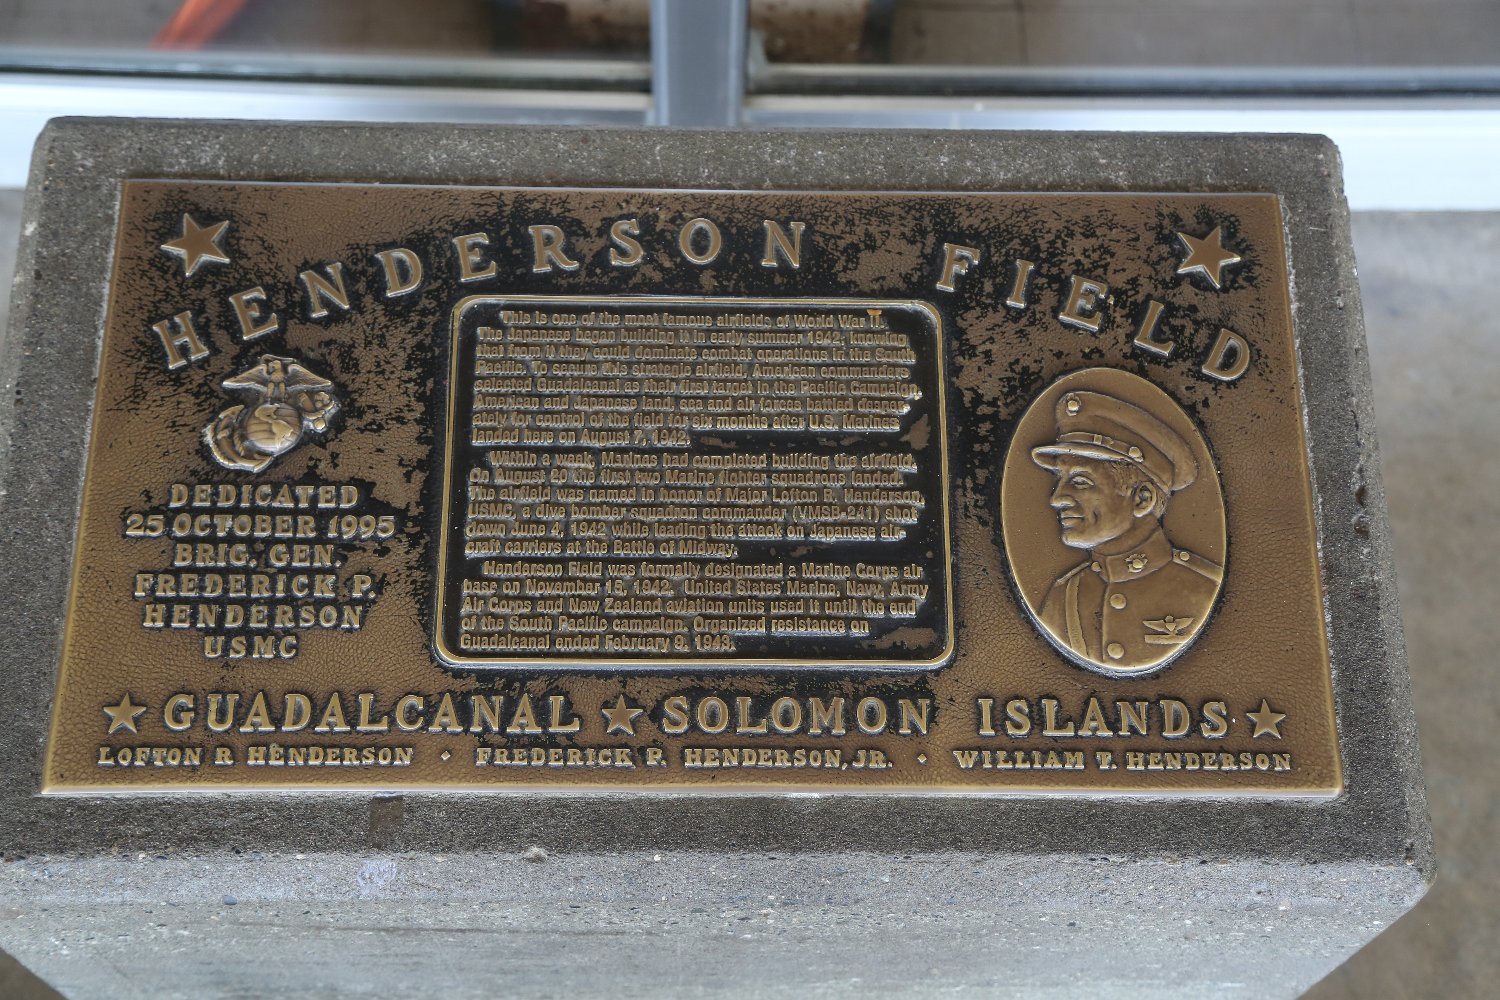 HENDERSON FIELD
This is one of the most famous airfields of World War II.
The Japanese began building it in early summer 1942, knowing
that from it they could dominate combat operations in the South
Pacific. To secure this strategic airfield, American commanders
selected Guadalcanal as their first target in the Pacific Campaign.
American and Japanese land, sea and air forces battled desper-
ately for control of the field for six months after U.S. Marines
landed here on August 7, 1942.
Within a week, Marines had completed building the airfield.
On August 20 the first two Marine fighter squadrons landed.
The airfield was named in honor of Major Lofton R. Henderson,
USMC, a dive bomber squadron commander (VMSB-241) shot
down June 4, 1942 while leading the attack on Japanese air-
craft carriers at the Battle of Midway.
Henderson Field was formally designated a Marine Corps air
base on November 15, 1942. United States Marine, Navy, Army
Air Corps and New Zealand aviation units used it until the end
of the South Pacific campaign. Organized resistance on
Guadalcanal ended February 9, 1943.
DEDICATED
25 OCTOBER 1995
BRIG. GEN.
FREDERICK P.
HENDERSON
USMC
GUADALCANAL SOLOMON ISLANDS
LOFTON R HENDERSON • FREDERICK P. HENDERSON, JR. • WILLIAM T. HENDERSON